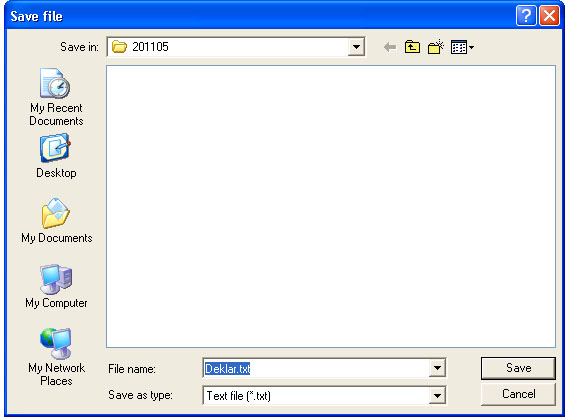 Save file
Save in: 201105
My Recent
Documents
Desktop
My Documents
My Computer
My Network
Places
File name: Deklar.txt Save
Save as type: Text file (*.txt) Cancel